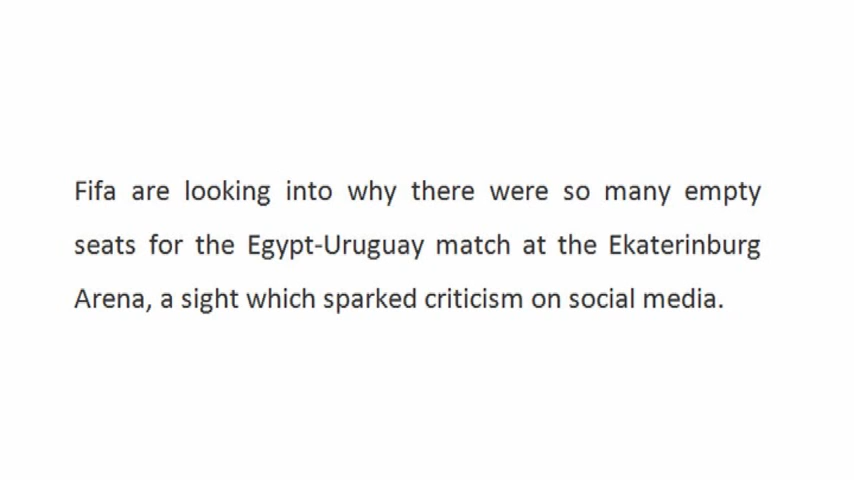 Fifa are looking into why there were so many empty
seats for the Egypt-Uruguay match at the Ekaterinburg
Arena, a sight which sparked criticism on social media.